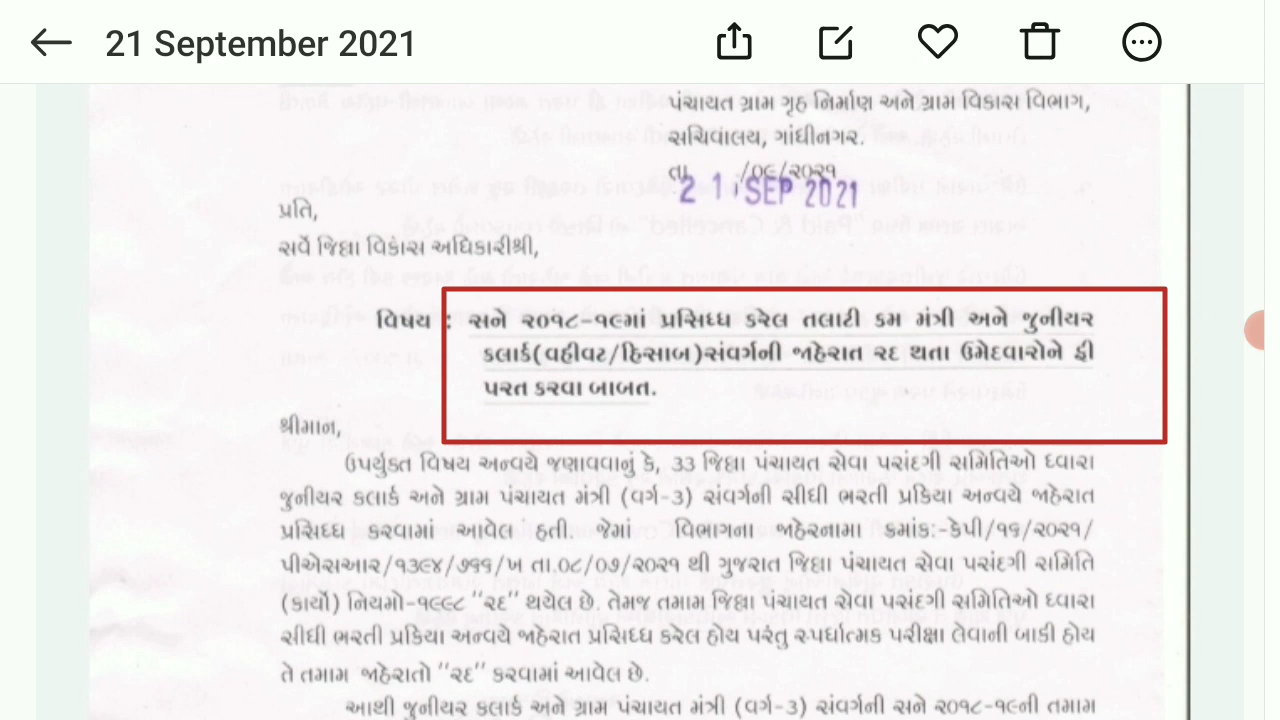 21 September 2021
પંચાયત ગ્રામ ગૃહ નિર્માણ અને ગ્રામ વિકાસ વિભાગ,
સચિવાલય, ગાંધીનગર.
તા /૦૯/૨૦૨૧
21 SEP 2021
પ્રતિ,
સર્વે જિલ્લા વિકાસ અધિકારીશ્રી,
વિષય : સને ૨૦૧૮-૧૯માં પ્રસિધ્ધ કરેલ તલાટી કમ મંત્રી અને જુનીયર
કલાર્ક(વહીવટ/હિસાબ)સંવર્ગની જાહેરાત રદ થતા ઉમેદવારોને ફી
પરત કરવા બાબત.
શ્રીમાન,
ઉપર્યુકત વિષય અન્વયે જણાવવાનું કે, 33 જિલ્લા પંચાયત સેવા પસંદગી સમિતિઓ દ્વારા
જુનીયર કલાર્ક અને ગ્રામ પંચાયત મંત્રી (વર્ગ-3) સંવર્ગની સીધી ભરતી પ્રક્રિયા અન્વયે જાહેરાત
પ્રસિધ્ધ કરવામાં આવેલ હતી. જેમાં વિભાગના જાહેરનામા ક્રમાંક:-કેપી/૧૬/૨૦૨૧/
પીએસઆર/૧૩૯૪/૭૧૧/ખ તા.૦૮/૦૭/૨૦૨૧ થી ગુજરાત જિલ્લા પંચાયત સેવા પસંદગી સમિતિ
(કાર્યો) નિયમો-૧૯૯૮ "રદ" થયેલ છે. તેમજ તમામ જિલ્લા પંચાયત સેવા પસંદગી સમિતિઓ દ્વારા
સીધી ભરતી પ્રક્રિયા અન્વયે જાહેરાત પ્રસિધ્ધ કરેલ હોય પરંતુ સ્પર્ધાત્મક પરીક્ષા લેવાની બાકી હોય
તે તમામ જાહેરાતો "રદ" કરવામાં આવેલ છે.
આથી જુનીયર કલાર્ક અને ગ્રામ પંચાયત મંત્રી (વર્ગ-3) સંવર્ગની સને ૨૦૧૮-૧૯ની તમામ